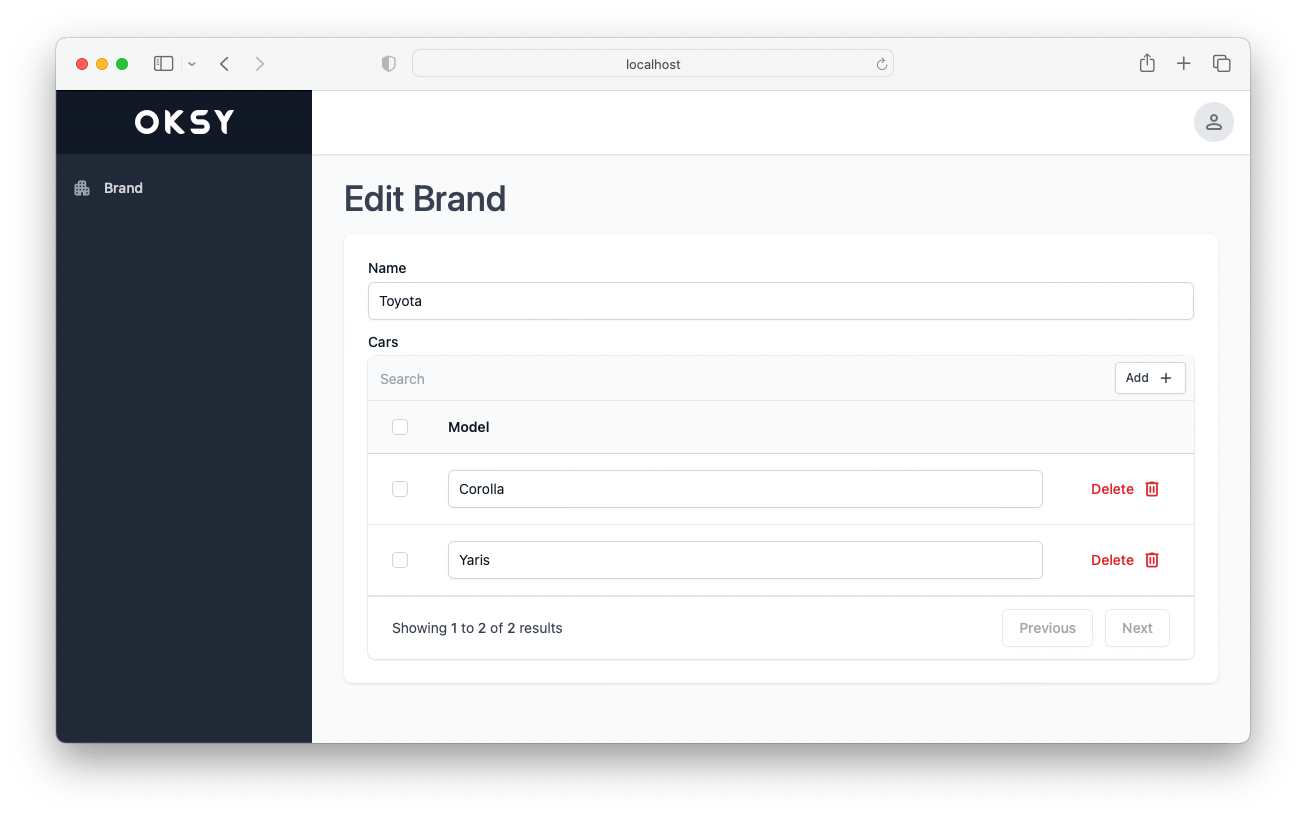 localhost
OKSY
Brand
Edit Brand
Name
Toyota
Cars
Search
Add +
Model
Corolla
Delete
Yaris
Delete
Showing 1 to 2 of 2 results
Previous
Next